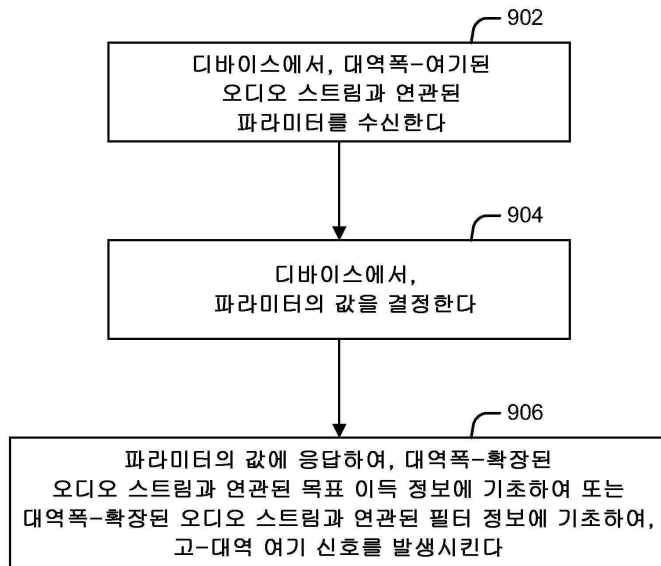 902
디바이스에서, 대역폭-여기된
오디오 스트림과 연관된
파라미터를 수신한다
904
디바이스에서,
파라미터의 값을 결정한다
906
파라미터의 값에 응답하여, 대역폭-확장된
오디오 스트림과 연관된 목표 이득 정보에 기초하여 또는
대역폭-확장된 오디오 스트림과 연관된 필터 정보에 기초하여,
고-대역 여기 신호를 발생시킨다